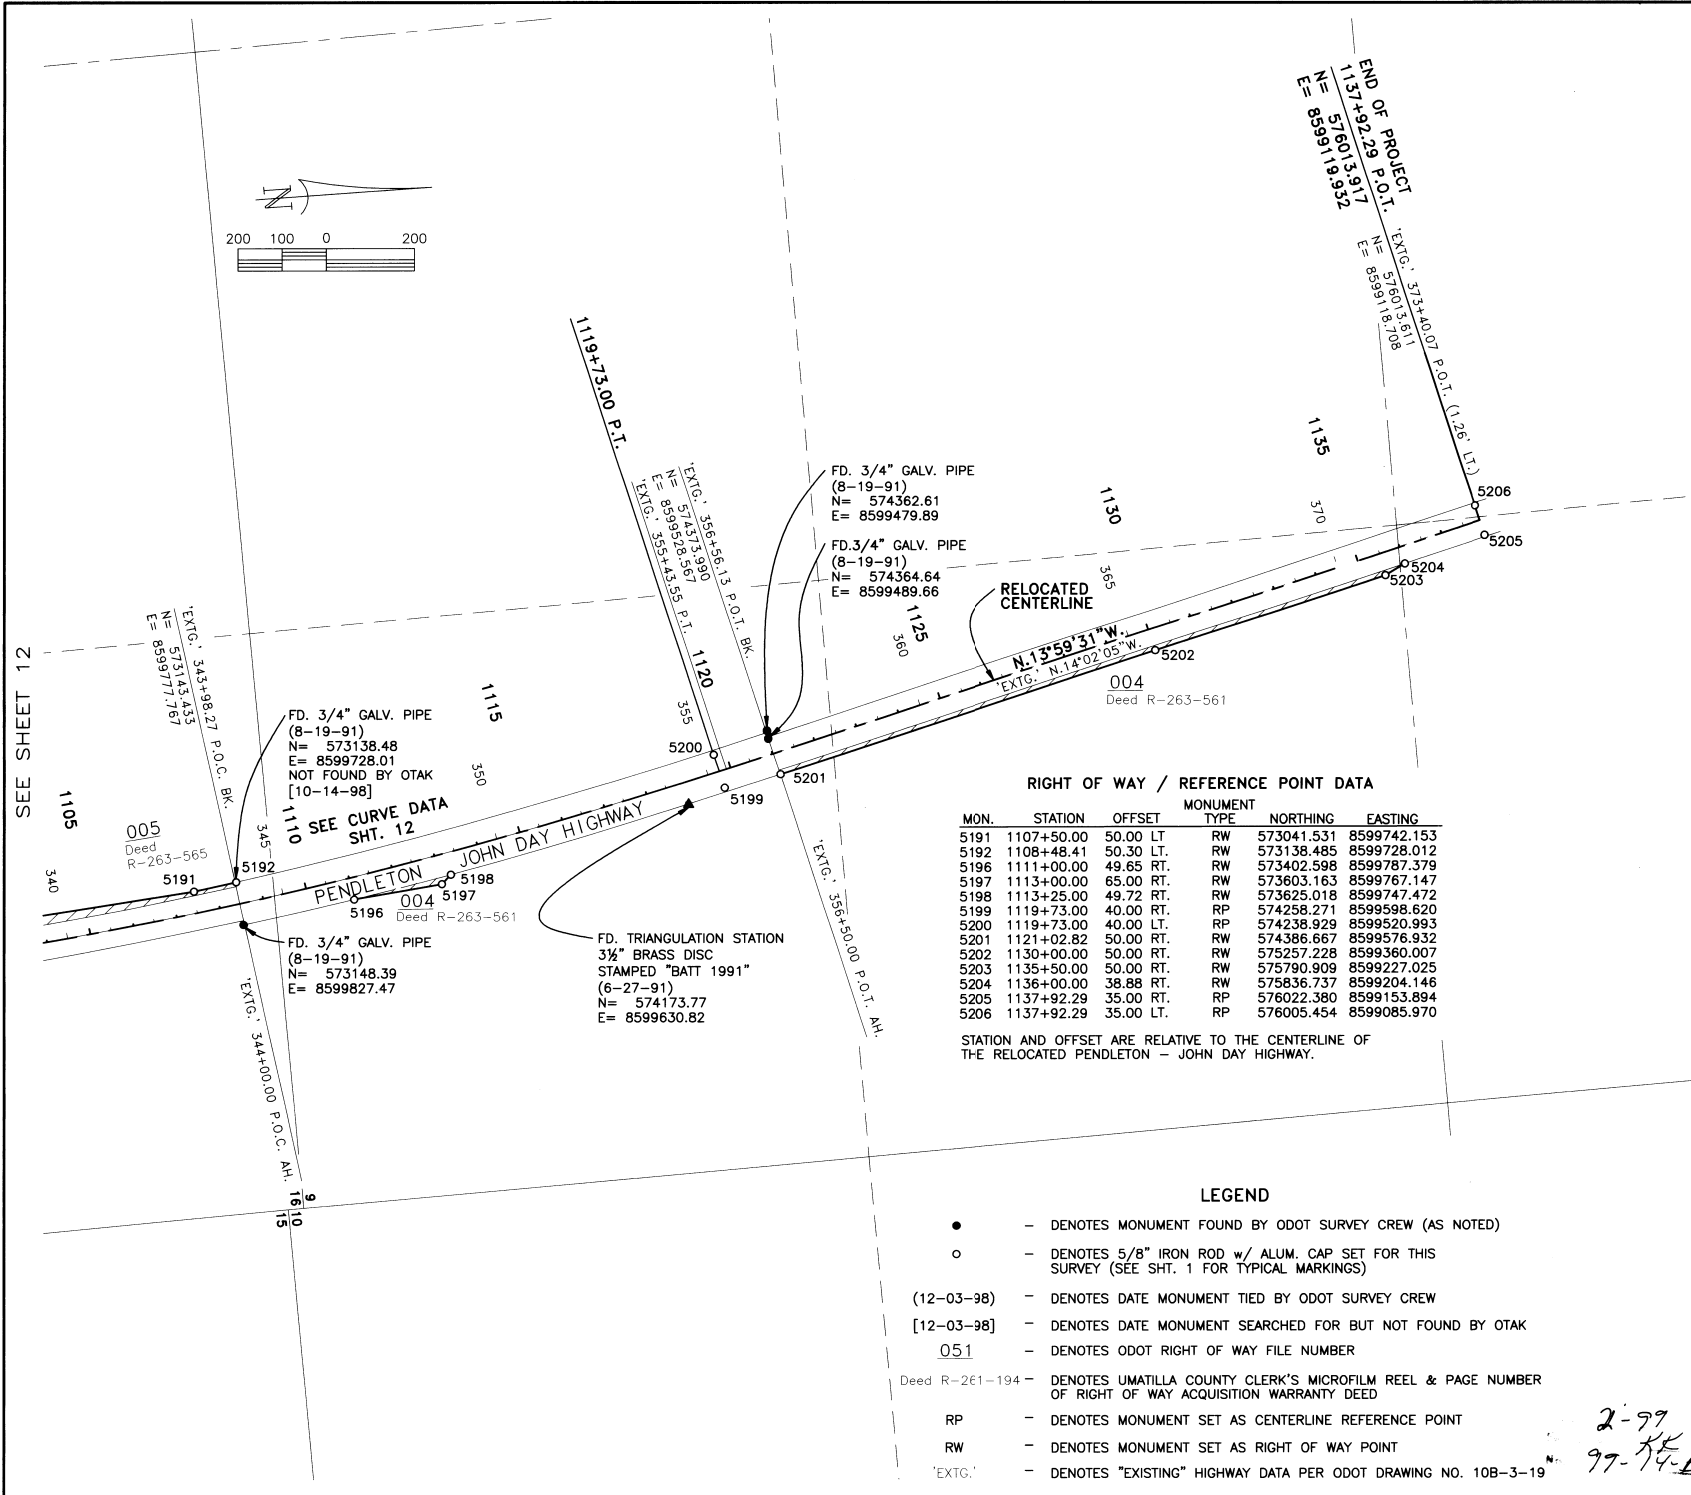 SEE SHEET 12
N
200 100 0 200
END OF PROJECT
1137+92.29 P.O.T.
N= 576013.917
E= 8599119.932
'EXTG.' 373+40.07 P.O.T. (1.26' LT.)
N= 576013.611
E= 8599118.708
1119+73.00 P.T.
'EXTG.' 356+56.13 P.O.T. BK.
N= 574373.990
E= 8599528.567
'EXTG.' 355+43.55 P.T.
FD. 3/4" GALV. PIPE
(8-19-91)
N= 574362.61
E= 8599479.89
FD.3/4" GALV. PIPE
(8-19-91)
N= 574364.64
E= 8599489.66
1135
370
1130
365
1125
360
1120
355
1115
350
1110
345
1105
340
5206
5205
5204
5203
5202
5201
5200
5199
5198
5197
5196
5192
5191
RELOCATED
CENTERLINE
N.13°59'31"W.
'EXTG.' N.14°02'05"W.
004
Deed R-263-561
'EXTG.' 343+98.27 P.O.C. BK.
N= 573143.433
E= 8599777.767
FD. 3/4" GALV. PIPE
(8-19-91)
N= 573138.48
E= 8599728.01
NOT FOUND BY OTAK
[10-14-98]
SEE CURVE DATA
SHT. 12
005
Deed
R-263-565
PENDLETON JOHN DAY HIGHWAY
004
Deed R-263-561
FD. 3/4" GALV. PIPE
(8-19-91)
N= 573148.39
E= 8599827.47
FD. TRIANGULATION STATION
3½" BRASS DISC
STAMPED "BATT 1991"
(6-27-91)
N= 574173.77
E= 8599630.82
'EXTG.' 356+50.00 P.O.T. AH.
'EXTG.' 344+00.00 P.O.C. AH.
16 9
15 10
RIGHT OF WAY / REFERENCE POINT DATA
MON. STATION OFFSET MONUMENT TYPE NORTHING EASTING
5191 1107+50.00 50.00 LT RW 573041.531 8599742.153
5192 1108+48.41 50.30 LT. RW 573138.485 8599728.012
5196 1111+00.00 49.65 RT. RW 573402.598 8599787.379
5197 1113+00.00 65.00 RT. RW 573603.163 8599767.147
5198 1113+25.00 49.72 RT. RW 573625.018 8599747.472
5199 1119+73.00 40.00 RT. RP 574258.271 8599598.620
5200 1119+73.00 40.00 LT. RP 574238.929 8599520.993
5201 1121+02.82 50.00 RT. RW 574386.667 8599576.932
5202 1130+00.00 50.00 RT. RW 575257.228 8599360.007
5203 1135+50.00 50.00 RT. RW 575790.909 8599227.025
5204 1136+00.00 38.88 RT. RW 575836.737 8599204.146
5205 1137+92.29 35.00 RT. RP 576022.380 8599153.894
5206 1137+92.29 35.00 LT. RP 576005.454 8599085.970
STATION AND OFFSET ARE RELATIVE TO THE CENTERLINE OF
THE RELOCATED PENDLETON – JOHN DAY HIGHWAY.
LEGEND
– DENOTES MONUMENT FOUND BY ODOT SURVEY CREW (AS NOTED)
– DENOTES 5/8" IRON ROD w/ ALUM. CAP SET FOR THIS
SURVEY (SEE SHT. 1 FOR TYPICAL MARKINGS)
(12-03-98) – DENOTES DATE MONUMENT TIED BY ODOT SURVEY CREW
[12-03-98] – DENOTES DATE MONUMENT SEARCHED FOR BUT NOT FOUND BY OTAK
051 – DENOTES ODOT RIGHT OF WAY FILE NUMBER
Deed R-261-194 – DENOTES UMATILLA COUNTY CLERK'S MICROFILM REEL & PAGE NUMBER
OF RIGHT OF WAY ACQUISITION WARRANTY DEED
RP – DENOTES MONUMENT SET AS CENTERLINE REFERENCE POINT
RW – DENOTES MONUMENT SET AS RIGHT OF WAY POINT
'EXTG.' – DENOTES "EXISTING" HIGHWAY DATA PER ODOT DRAWING NO. 10B-3-19